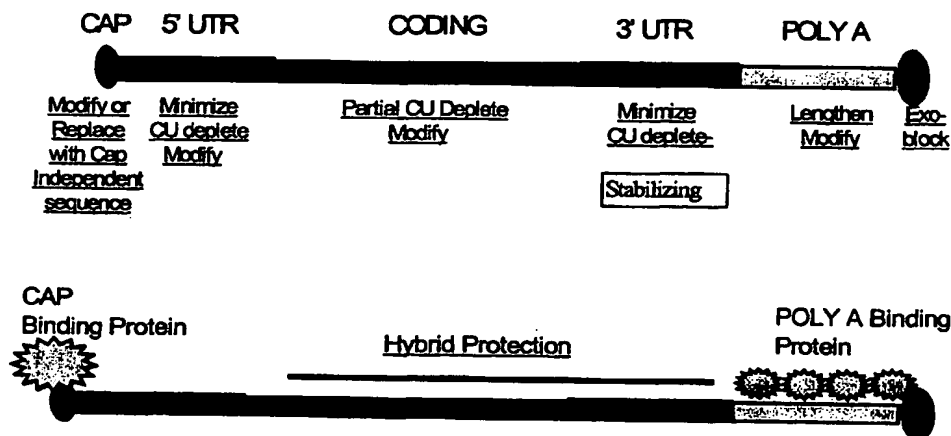 CAP 5' UTR CODING 3' UTR POLY A
Modify or
Replace
with Cap
Independent
sequence
Minimize
CU deplete
Modify
Partial CU Deplete
Modify
Minimize
CU deplete-
Stabilizing
Lengthen
Modify
Exo-
block
CAP
Binding Protein
Hybrid Protection
POLY A Binding
Protein